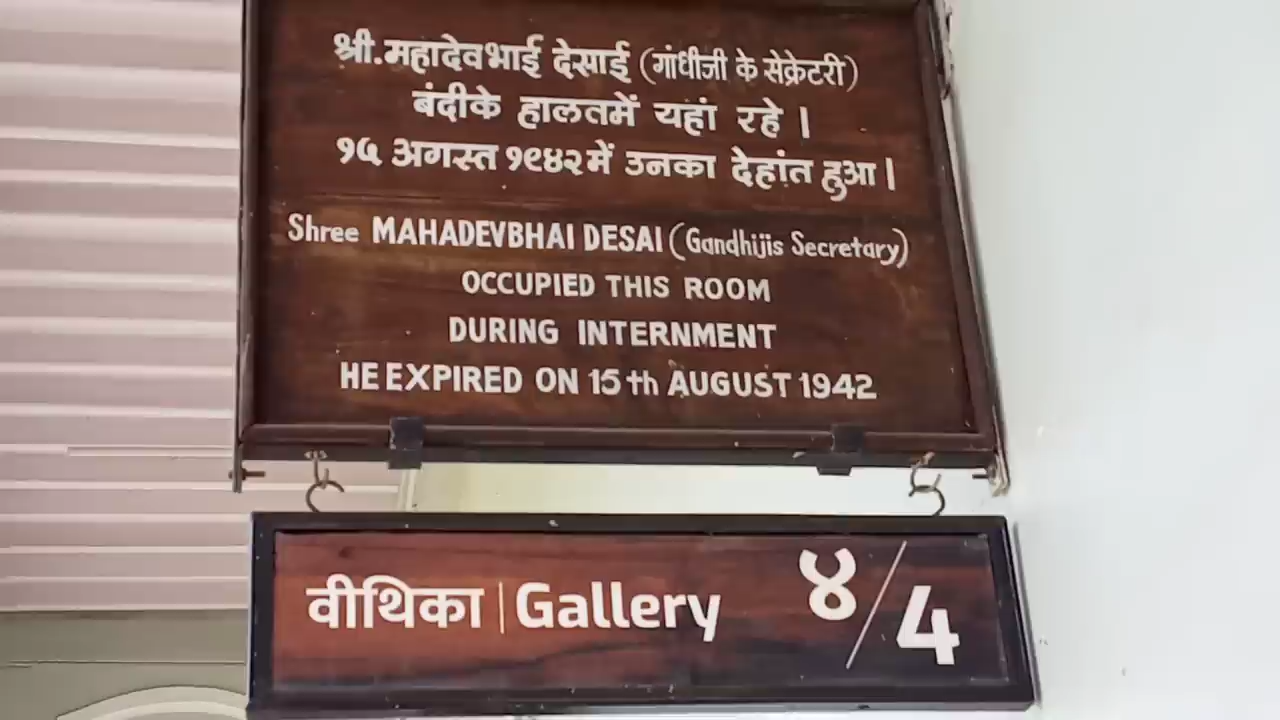 श्री.महादेवभाई देसाई (गांधीजी के सेक्रेटरी)
बंदीके हालतमें यहां रहे |
१५ अगस्त १९४२में उनका देहांत हुआ |
Shree MAHADEVBHAI DESAI (Gandhijis Secretary)
OCCUPIED THIS ROOM
DURING INTERNMENT
HE EXPIRED ON 15th AUGUST 1942
वीथिका | Gallery ४/4